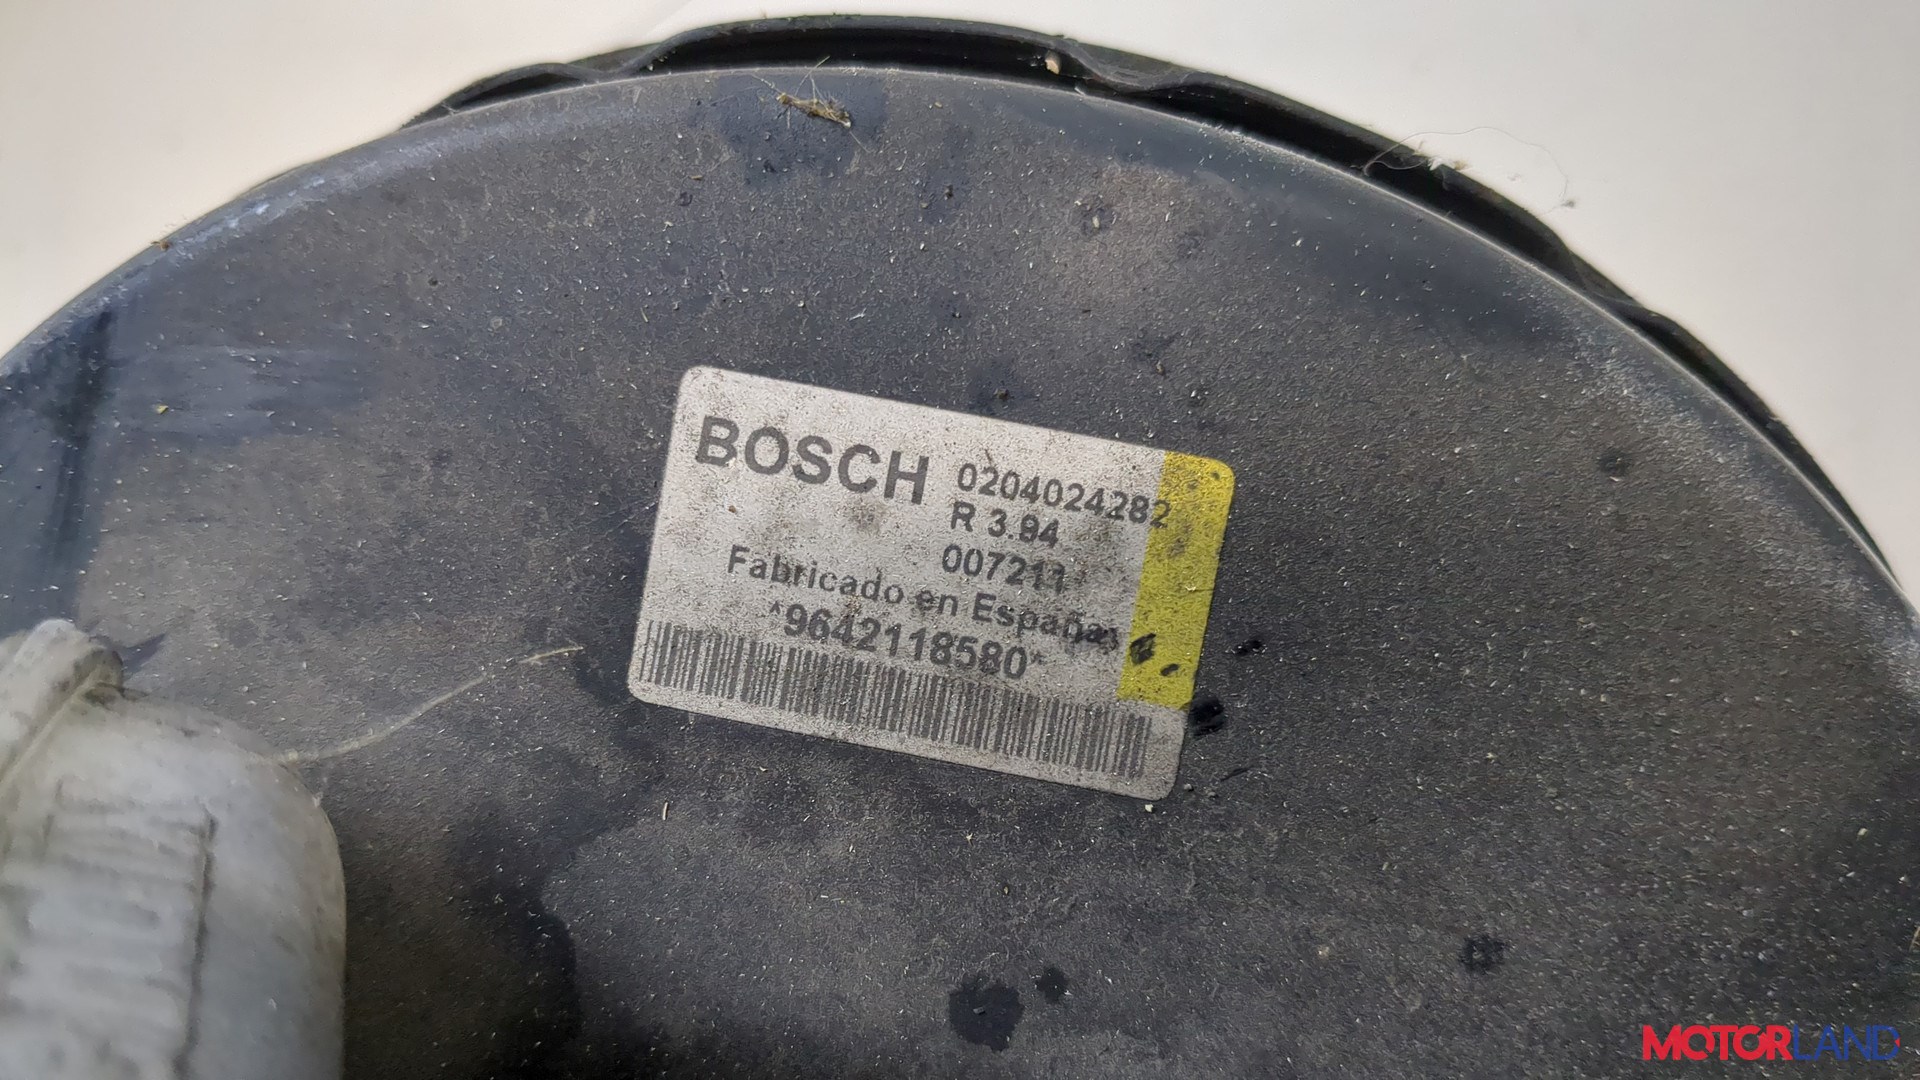 BOSCH 0204024282
R 3.94
007211
Fabricado en España
*9642118580*
MOTORLAND